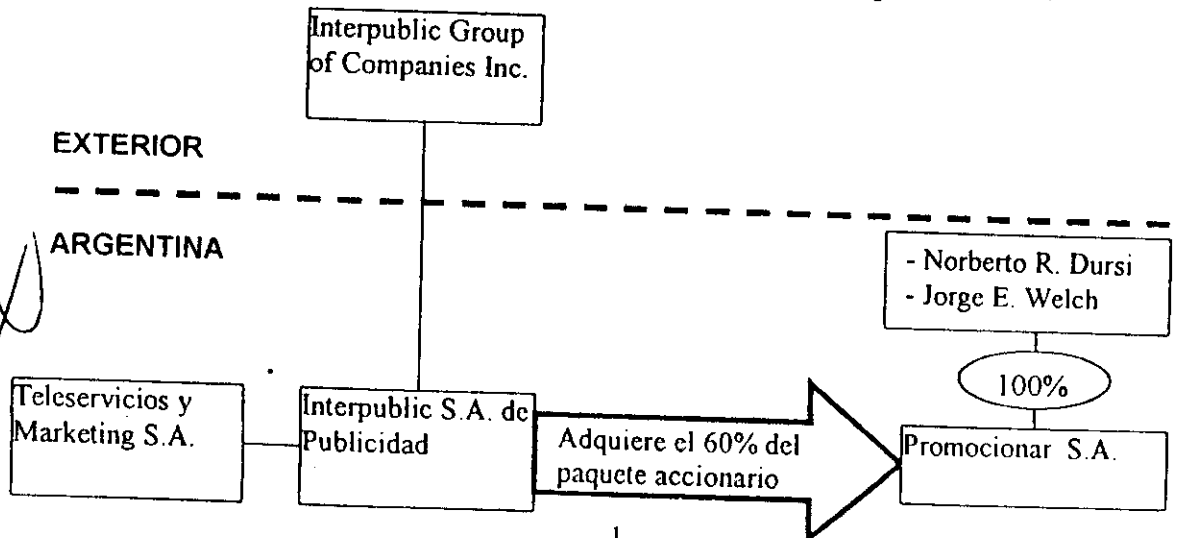 Interpublic Group
of Companies Inc.
EXTERIOR
ARGENTINA
- Norberto R. Dursi
- Jorge E. Welch
100%
Teleservicios y
Marketing S.A.
Interpublic S.A. de
Publicidad
Adquiere el 60% del
paquete accionario
Promocionar S.A.
1